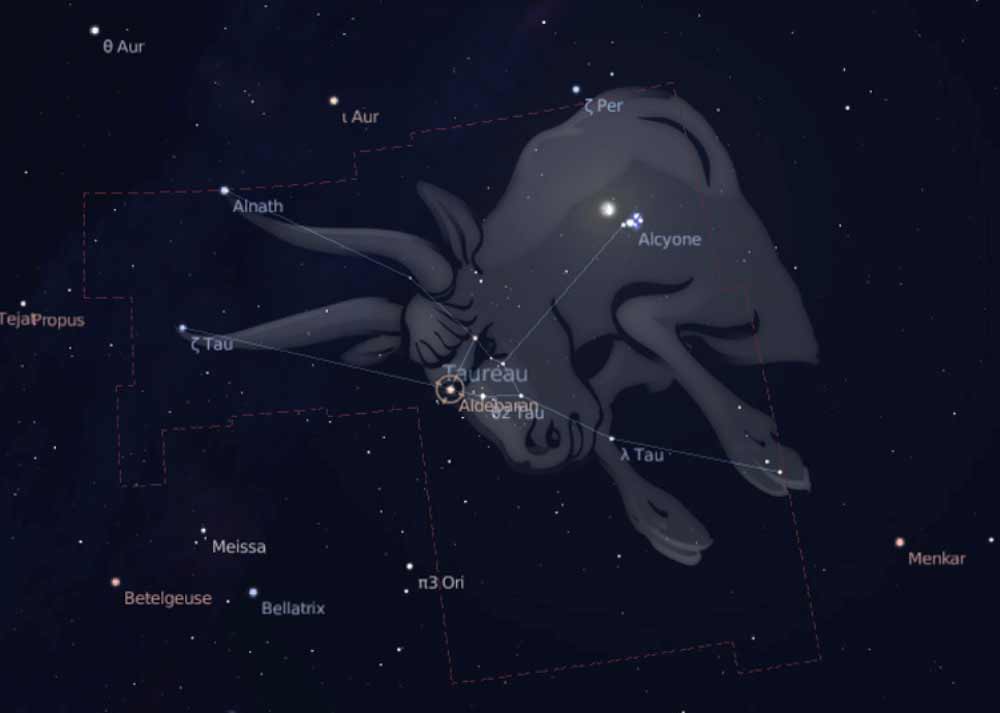 θ Aur
ι Aur
ζ Per
Alnath
Alcyone
Tejat
Propus
ζ Tau
Taureau
Aldebaran
θ2 Tau
λ Tau
Meissa
Menkar
π3 Ori
Betelgeuse
Bellatrix